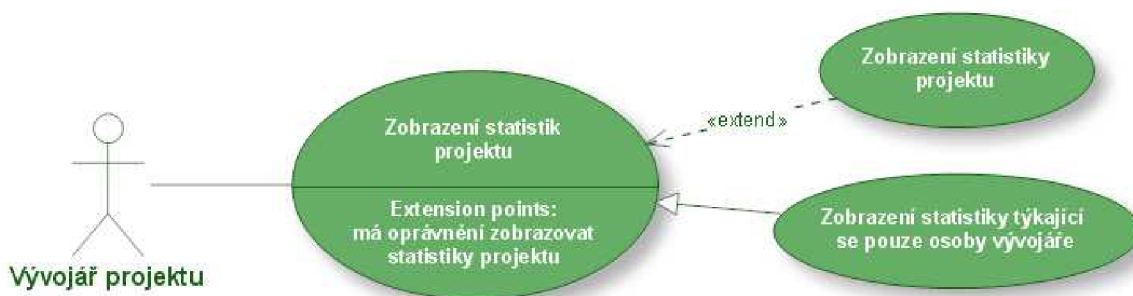 Zobrazení statistiky
projektu
«extend»
Zobrazení statistik
projektu
Extension points:
má oprávnění zobrazovat
statistiky projektu
Zobrazení statistiky týkající
se pouze osoby vývojáře
Vývojář projektu